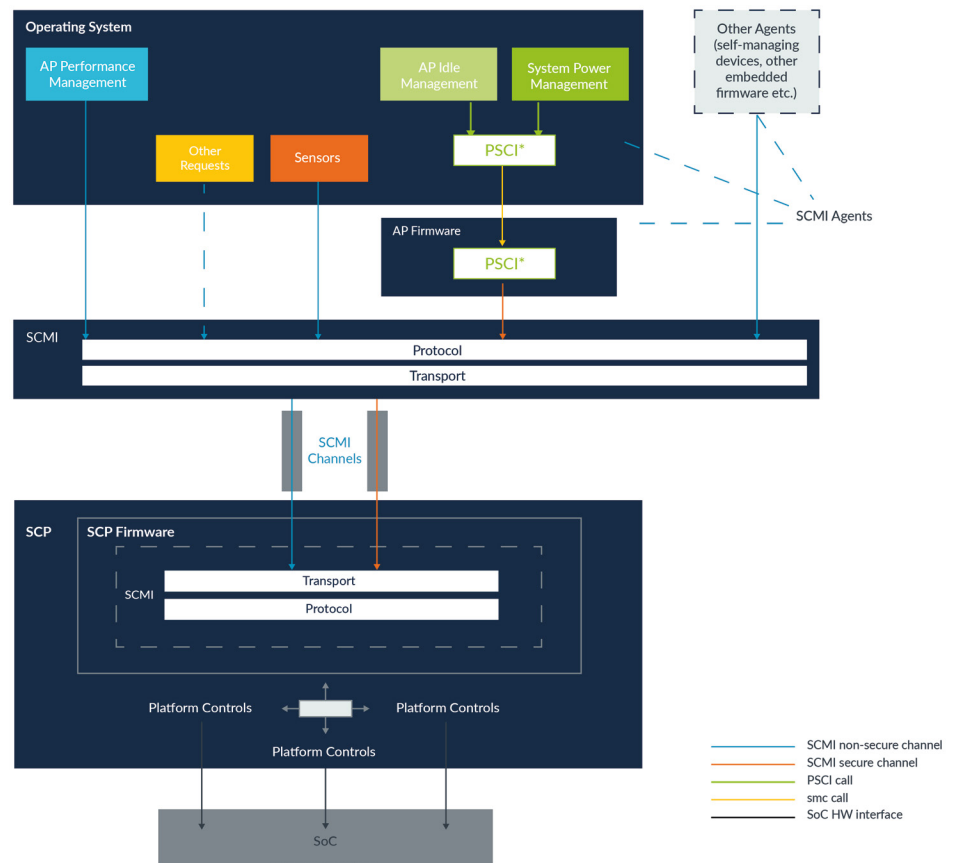 Operating System
AP Performance
Management
AP Idle
Management
System Power
Management
Other Agents
(self-managing
devices, other
embedded
firmware etc.)
Other
Requests
Sensors
PSCI*
SCMI Agents
AP Firmware
PSCI*
SCMI
Protocol
Transport
SCMI
Channels
SCP
SCP Firmware
SCMI
Transport
Protocol
Platform Controls
Platform Controls
Platform Controls
SoC
SCMI non-secure channel
SCMI secure channel
PSCI call
smc call
SoC HW interface